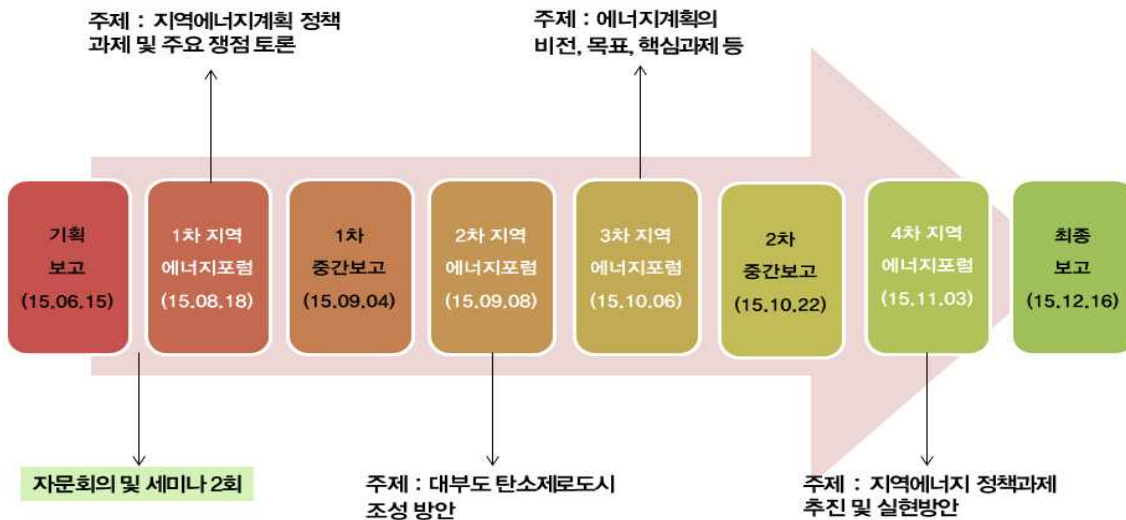 주제 : 지역에너지계획 정책
과제 및 주요 쟁점 토론
주제 : 에너지계획의
비전, 목표, 핵심과제 등
기획
보고
(15.06.15)
1차 지역
에너지포럼
(15.08.18)
1차
중간보고
(15.09.04)
2차 지역
에너지포럼
(15.09.08)
3차 지역
에너지포럼
(15.10.06)
2차
중간보고
(15.10.22)
4차 지역
에너지포럼
(15.11.03)
최종
보고
(15.12.16)
자문회의 및 세미나 2회
주제 : 대부도 탄소제로도시
조성 방안
주제 : 지역에너지 정책과제
추진 및 실현방안